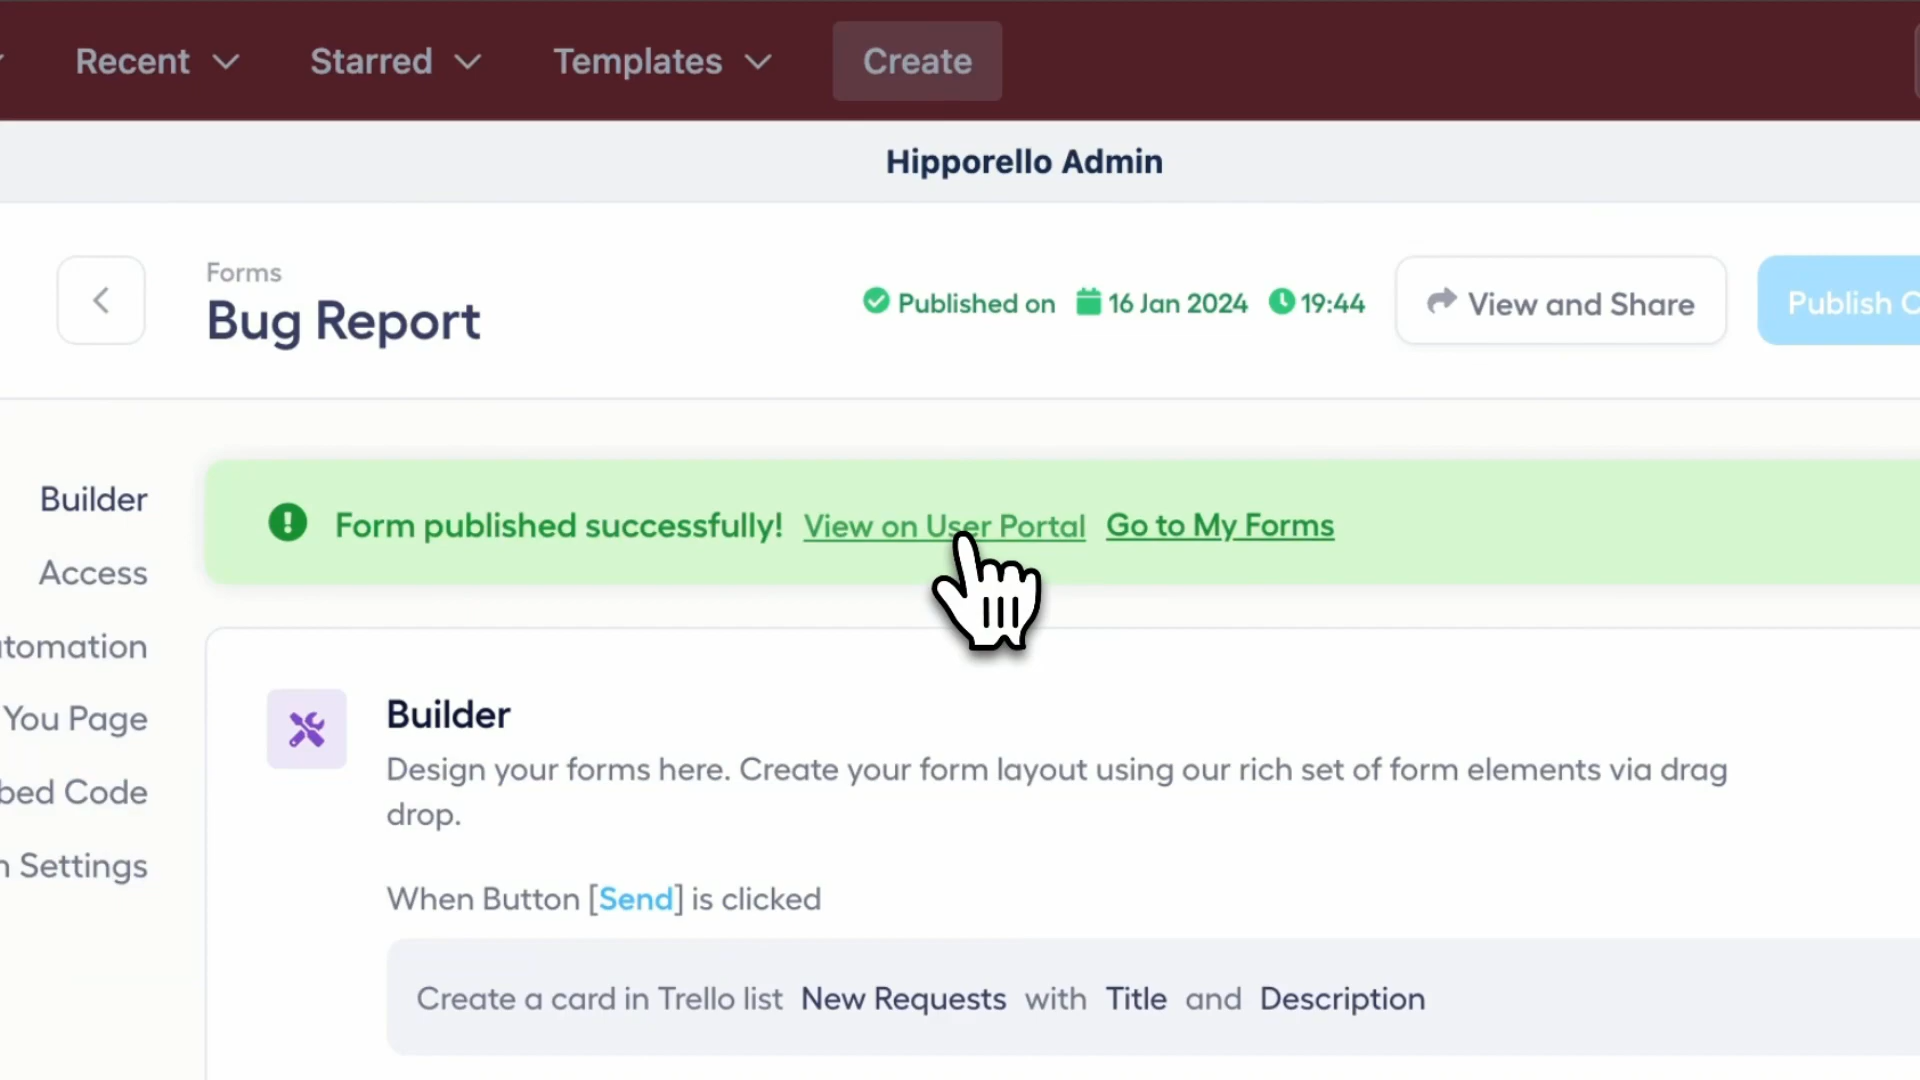 Recent Starred Templates Create
Hipporello Admin
Forms
Bug Report
Published on 16 Jan 2024 19:44
View and Share
Publish
Form published successfully! View on User Portal Go to My Forms
Builder
Access
tomation
You Page
bed Code
Settings
Builder
Design your forms here. Create your form layout using our rich set of form elements via drag
drop.
When Button [Send] is clicked
Create a card in Trello list New Requests with Title and Description